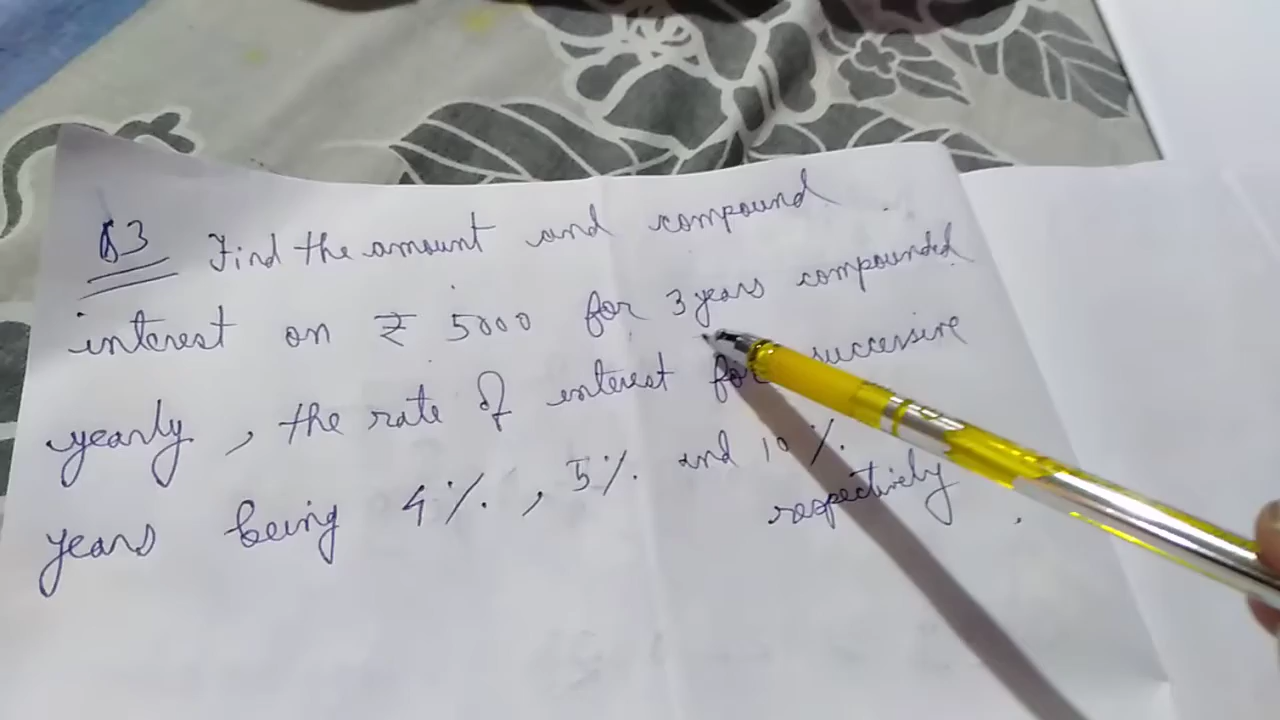 Q3 Find the amount and compound
interest on ₹ 5000 for 3 years compounded
yearly, the rate of interest for successive
years being 4%, 5% and 10%.
respectively.